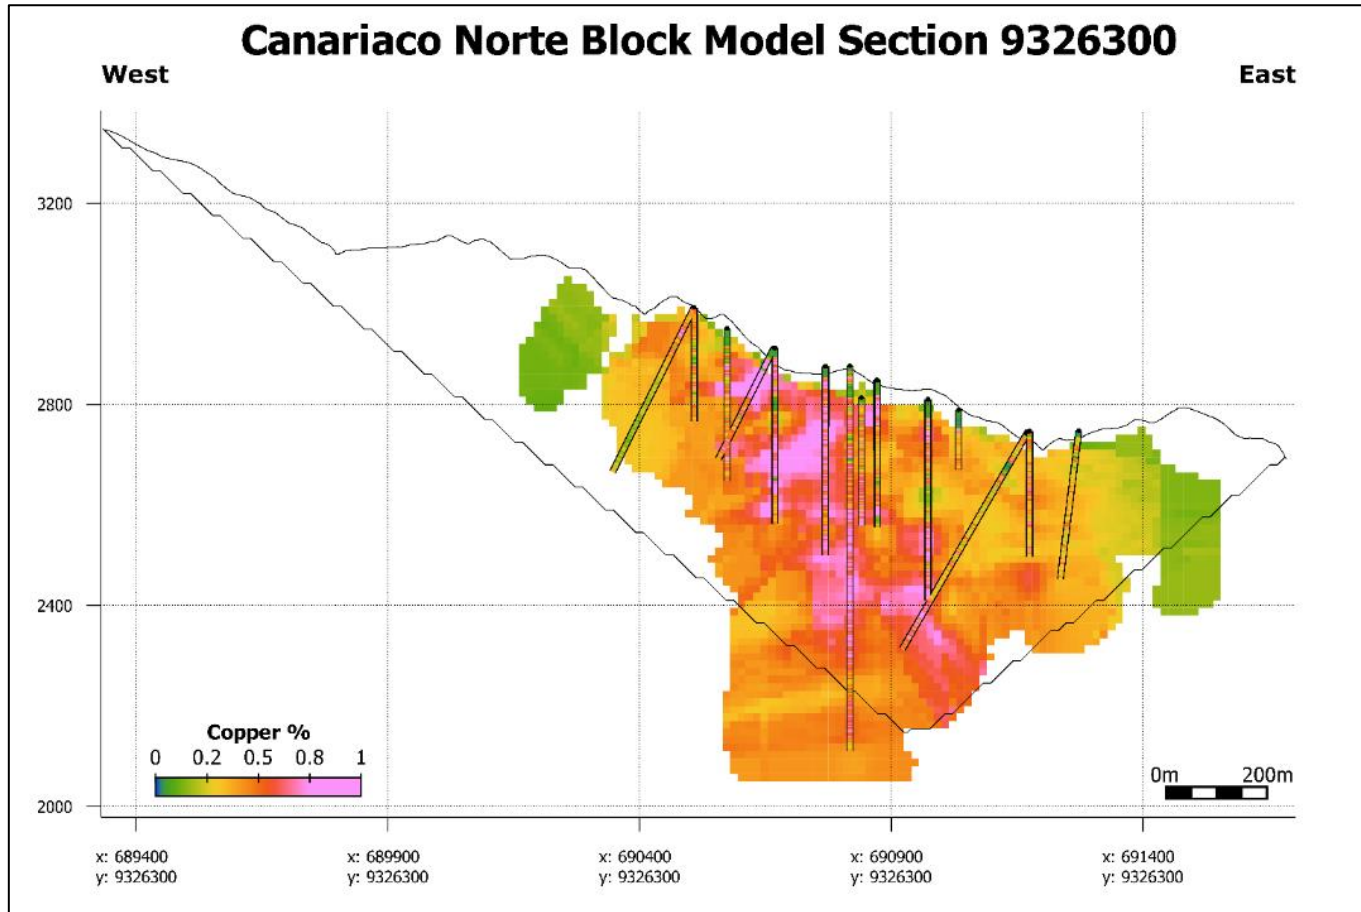 Canariaco Norte Block Model Section 9326300
West East
3200
2800
2400
2000
Copper %
0 0.2 0.5 0.8 1
0m 200m
x: 689400 x: 689900 x: 690400 x: 690900 x: 691400
y: 9326300 y: 9326300 y: 9326300 y: 9326300 y: 9326300